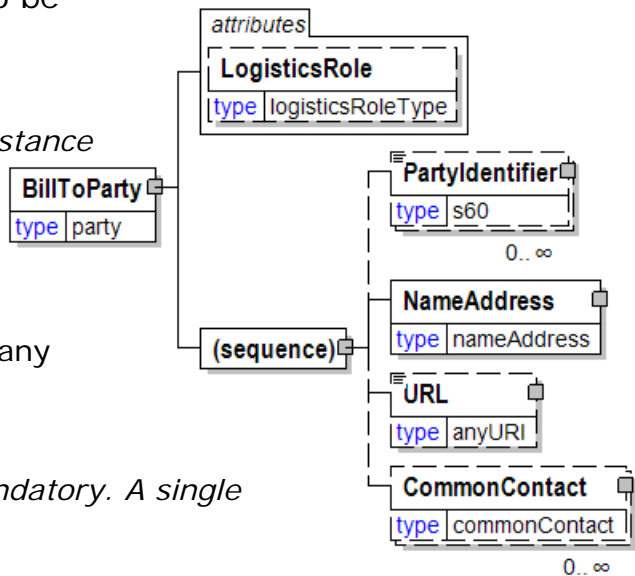 be
attributes
LogisticsRole
type logisticsRoleType
stance
BillToParty
type party
PartyIdentifier
type s60
0.. ∞
NameAddress
type nameAddress
any
(sequence)
URL
type anyURI
ndatory. A single
CommonContact
type commonContact
0.. ∞